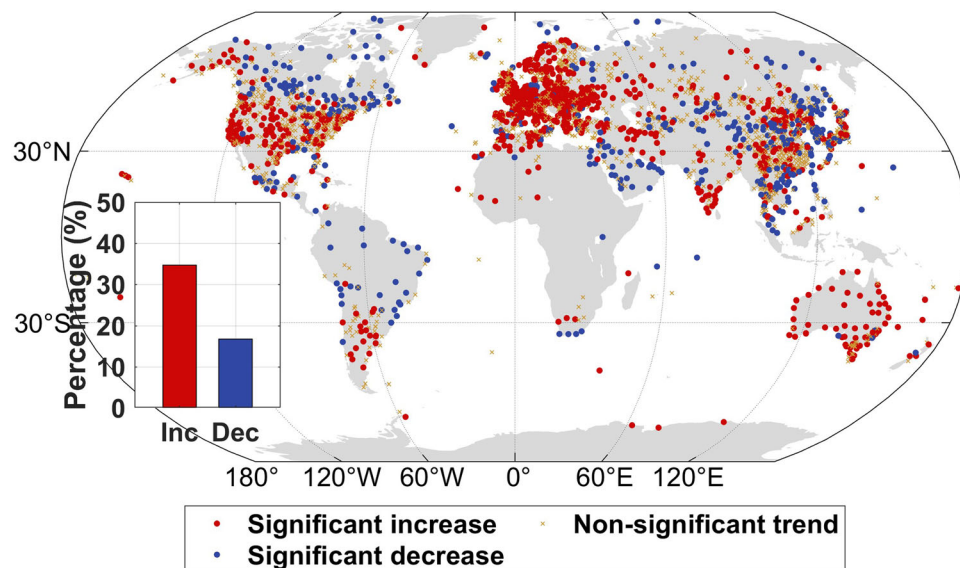 30°N
30°S
Percentage (%)
50
40
30
20
10
0
Inc Dec
180° 120°W 60°W 0° 60°E 120°E
Significant increase
Non-significant trend
Significant decrease